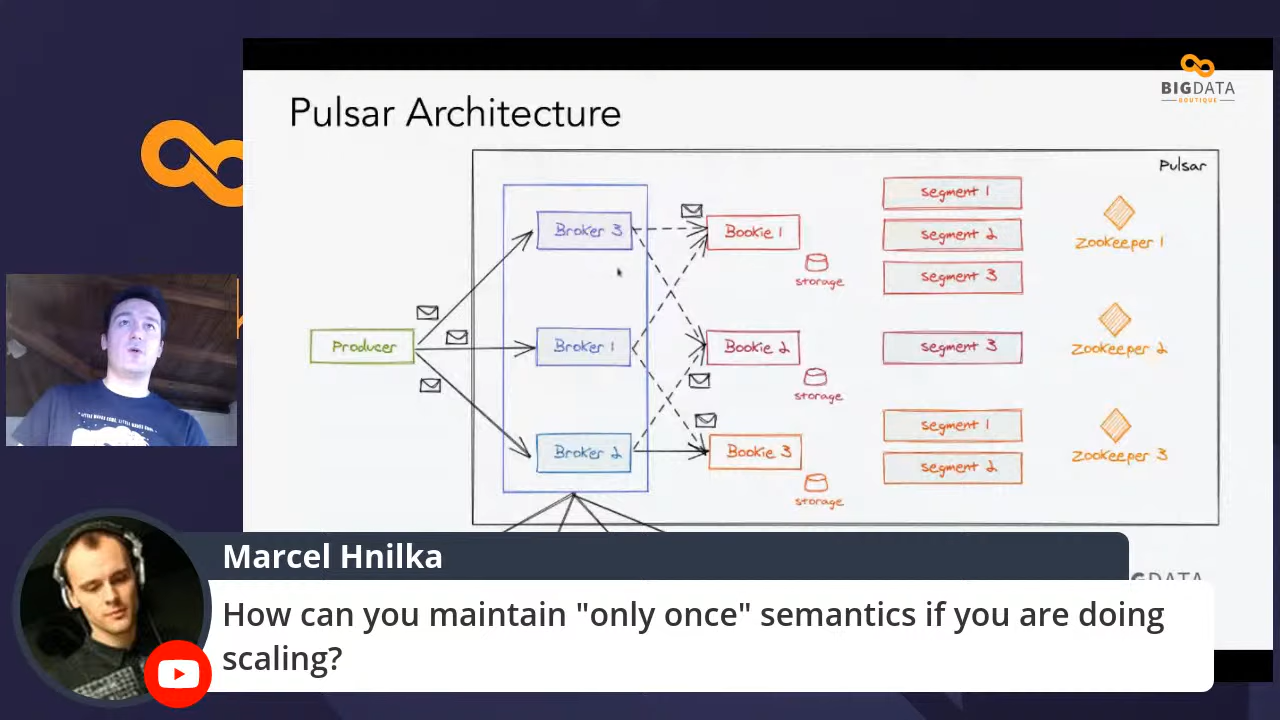 BIGDATA
BOUTIQUE
Pulsar Architecture
Pulsar
Segment 1
Broker 3
Bookie 1
Segment 2
Zookeeper 1
storage
Segment 3
Producer
Broker 1
Bookie 2
Segment 3
Zookeeper 2
storage
Segment 1
Broker 2
Bookie 3
Zookeeper 3
Segment 2
storage
Marcel Hnilka
How can you maintain "only once" semantics if you are doing
scaling?